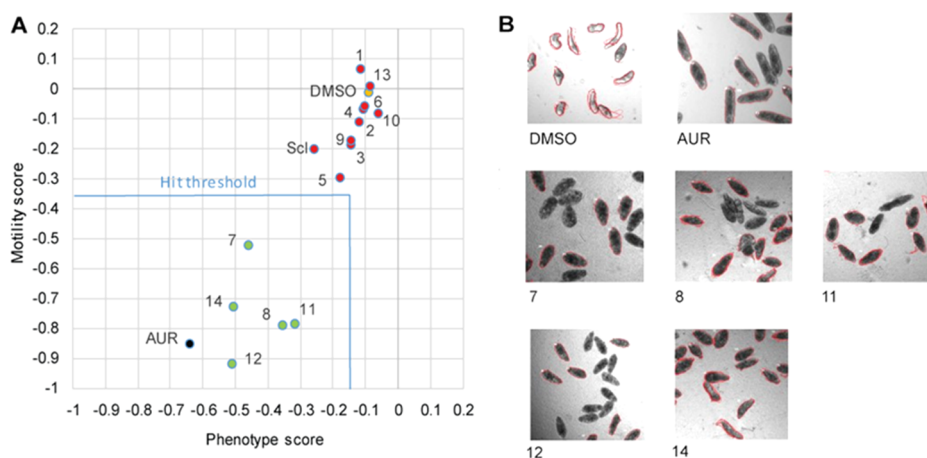 A
B
0.2
0.1
0
-0.1
-0.2
-0.3
-0.4
-0.5
-0.6
-0.7
-0.8
-0.9
-1
Motility score
1
13
DMSO
6
4
10
2
9
3
Scl
5
Hit threshold
7
14
8
11
AUR
12
-1 -0.9 -0.8 -0.7 -0.6 -0.5 -0.4 -0.3 -0.2 -0.1 0 0.1 0.2
Phenotype score
DMSO AUR
7 8 11
12 14